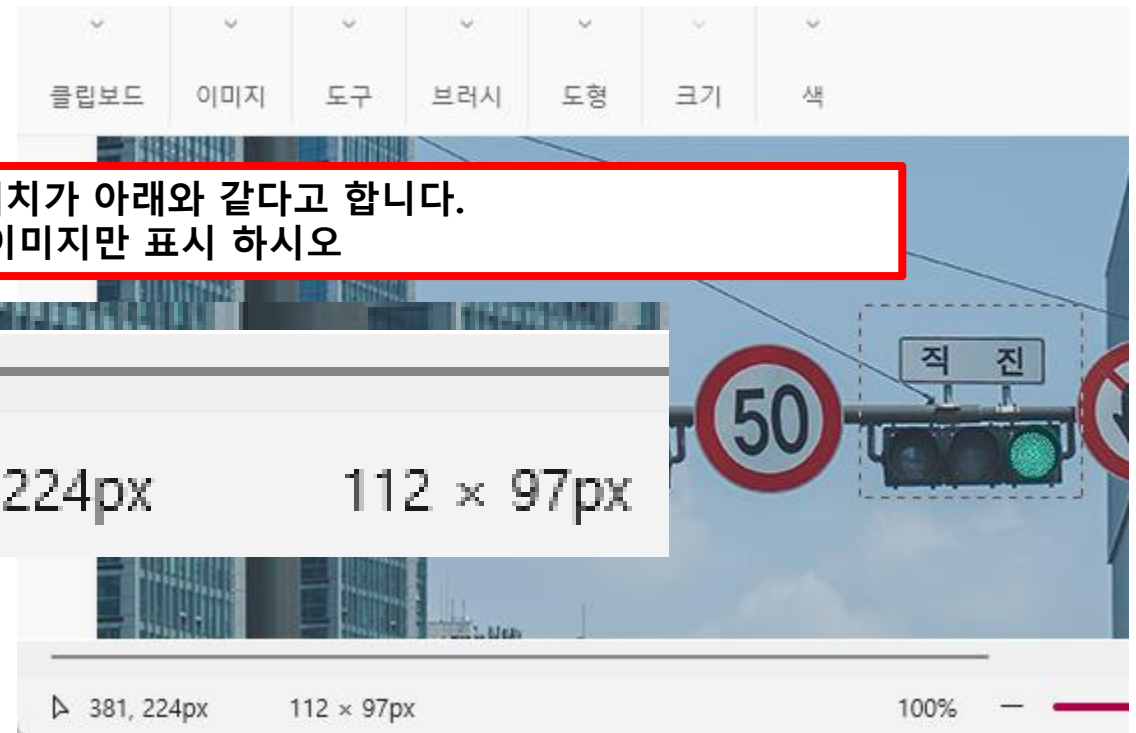 클립보드 이미지 도구 브러시 도형 크기 색
치가 아래와 같다고 합니다.
이미지만 표시 하시오
직 진
50
224px 112 × 97px
381, 224px 112 × 97px 100%